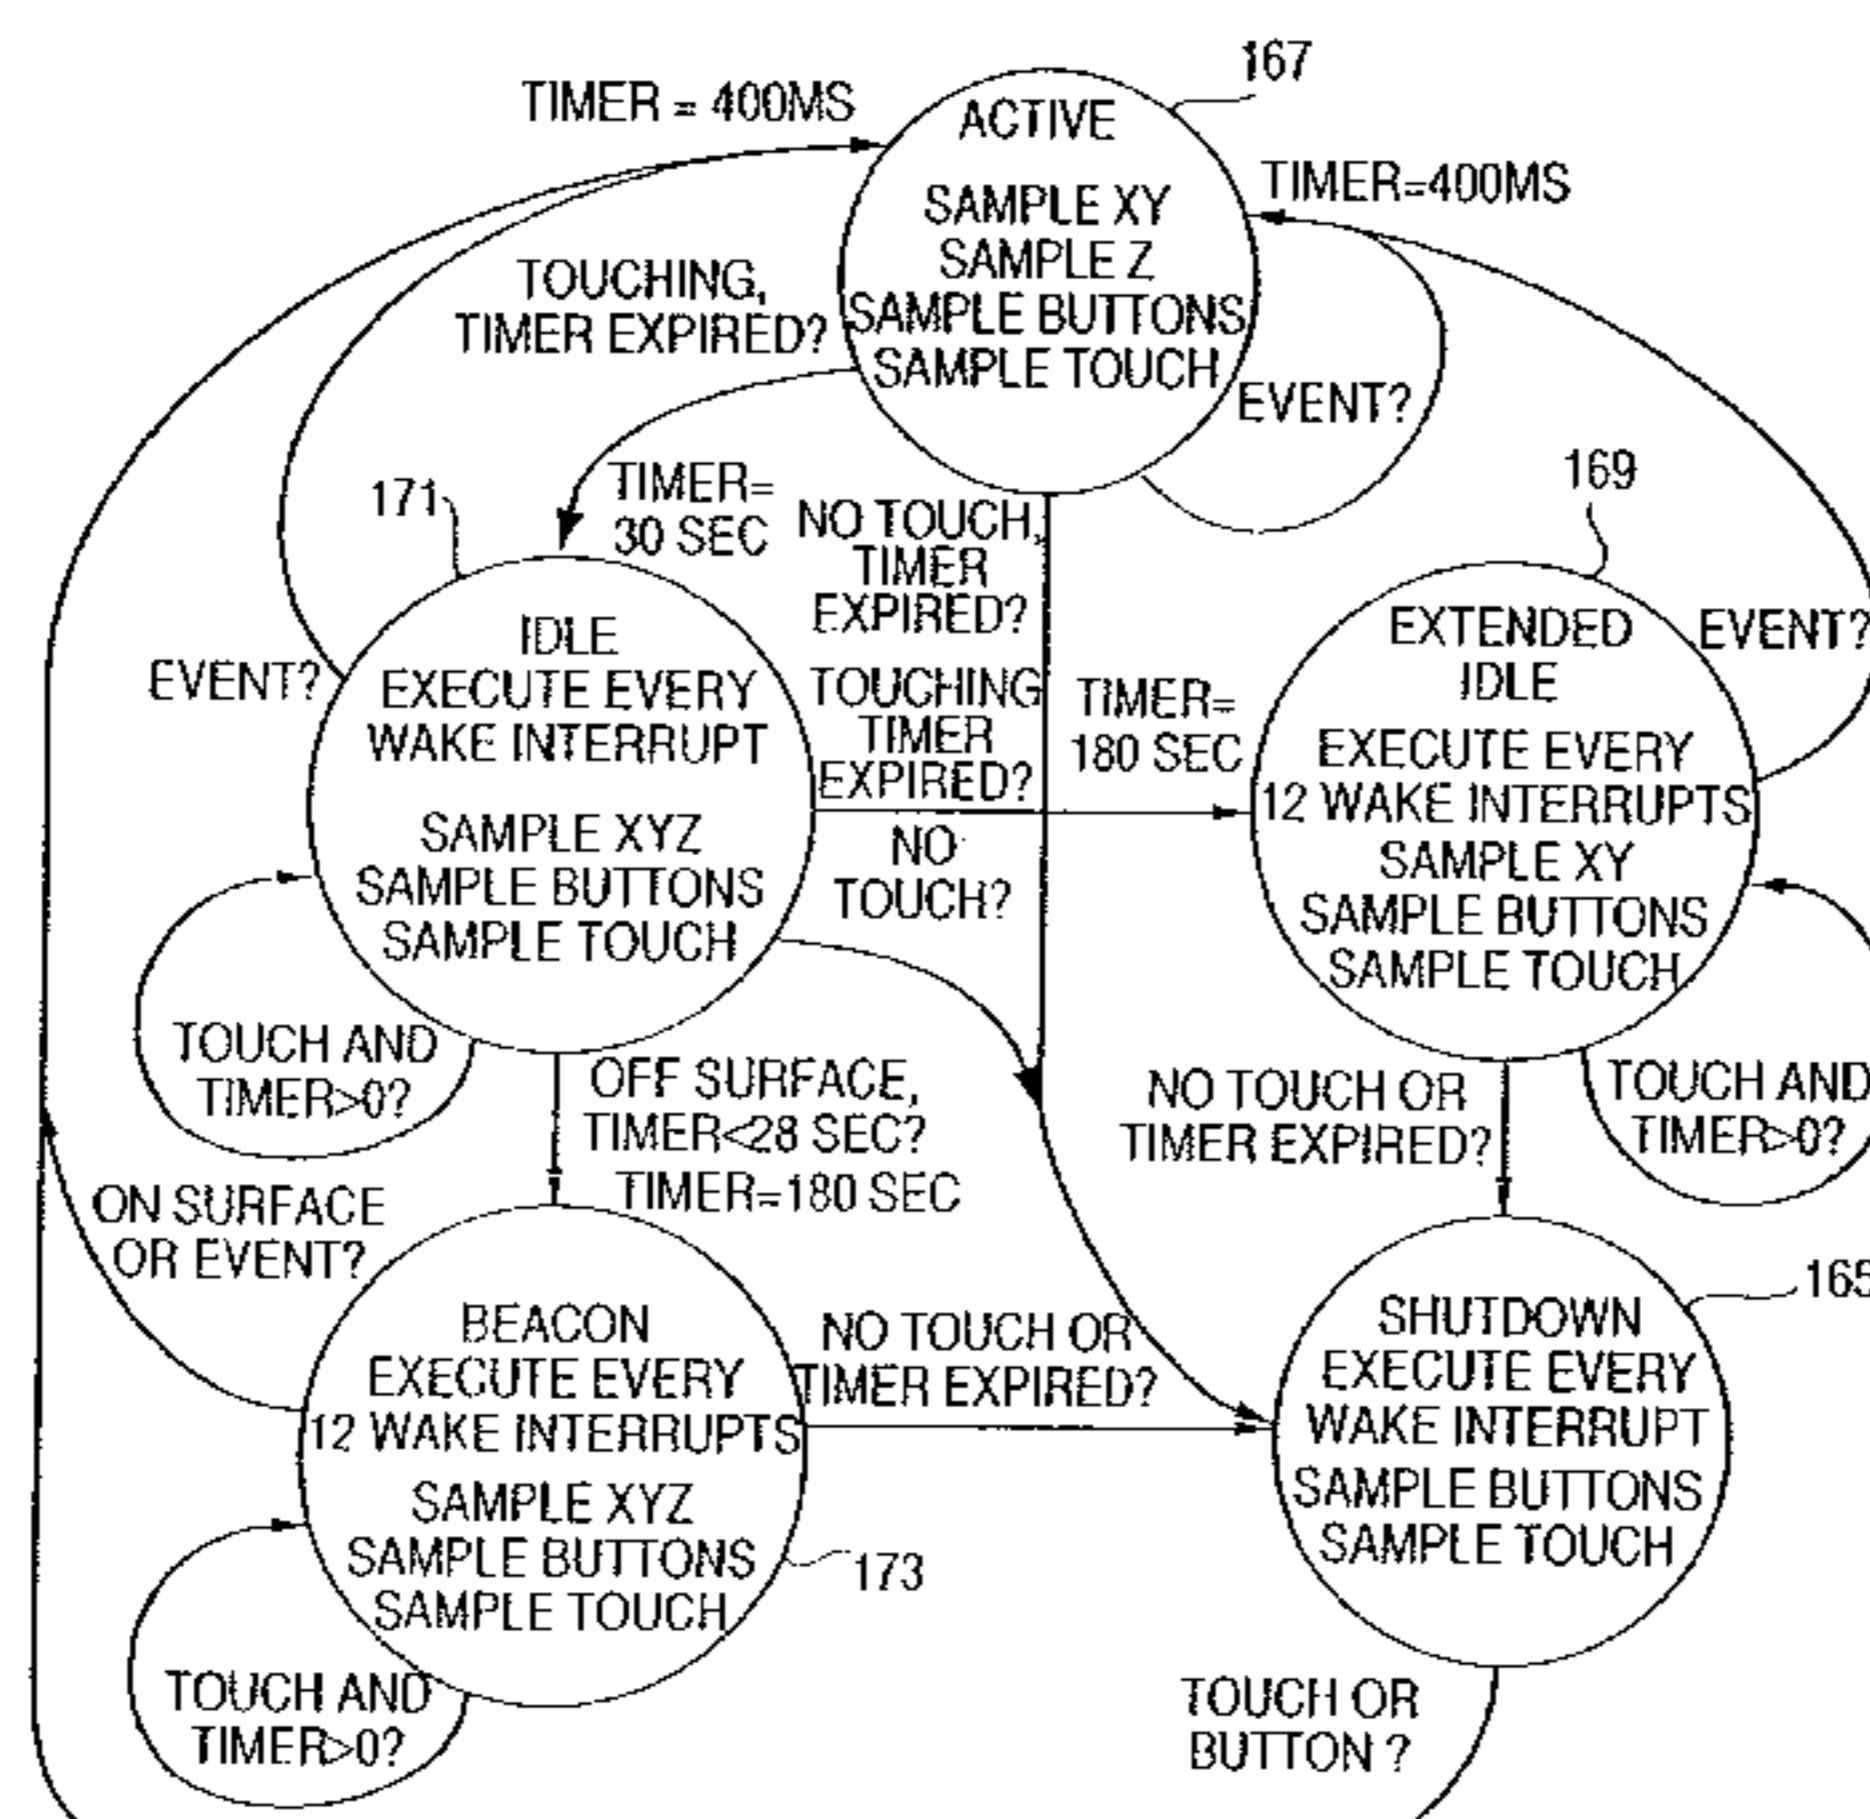 167
TIMER = 400MS
ACTIVE
SAMPLE XY
SAMPLE Z
SAMPLE BUTTONS
SAMPLE TOUCH
TIMER=400MS
TOUCHING,
TIMER EXPIRED?
EVENT?
TIMER=
30 SEC
171
NO TOUCH,
TIMER
EXPIRED?
169
EVENT?
IDLE
EXECUTE EVERY
WAKE INTERRUPT
SAMPLE XYZ
SAMPLE BUTTONS
SAMPLE TOUCH
TOUCHING
TIMER
EXPIRED?
TIMER=
180 SEC
NO
TOUCH?
EXTENDED
IDLE
EXECUTE EVERY
12 WAKE INTERRUPTS
SAMPLE XY
SAMPLE BUTTONS
SAMPLE TOUCH
EVENT?
TOUCH AND
TIMER>0?
OFF SURFACE,
TIMER<28 SEC?
TIMER=180 SEC
NO TOUCH OR
TIMER EXPIRED?
TOUCH AND
TIMER>0?
ON SURFACE
OR EVENT?
BEACON
EXECUTE EVERY
12 WAKE INTERRUPTS
SAMPLE XYZ
SAMPLE BUTTONS
SAMPLE TOUCH
173
NO TOUCH OR
TIMER EXPIRED?
165
SHUTDOWN
EXECUTE EVERY
WAKE INTERRUPT
SAMPLE BUTTONS
SAMPLE TOUCH
TOUCH AND
TIMER>0?
TOUCH OR
BUTTON ?